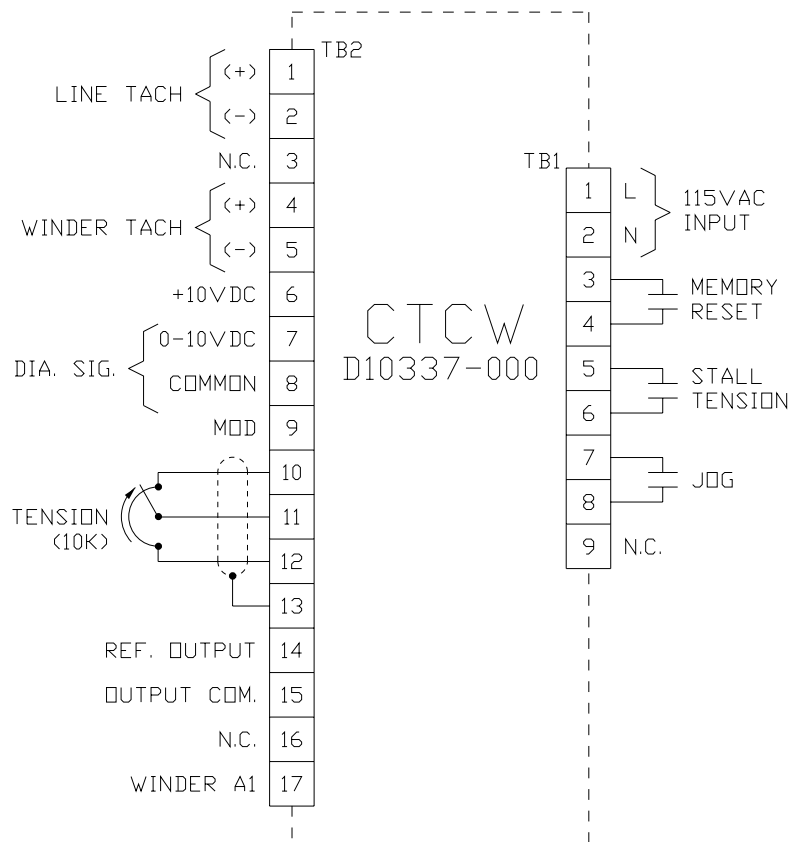 TB2
LINE TACH
(+) 1
(-) 2
N.C. 3
WINDER TACH
(+) 4
(-) 5
+10VDC 6
DIA. SIG.
0-10VDC 7
COMMON 8
MOD 9
10
TENSION
(10K)
11
12
13
REF. OUTPUT 14
OUTPUT COM. 15
N.C. 16
WINDER A1 17
CTCW
D10337-000
TB1
1 L
2 N
115VAC
INPUT
3
4
MEMORY
RESET
5
6
STALL
TENSION
7
8
JOG
9 N.C.